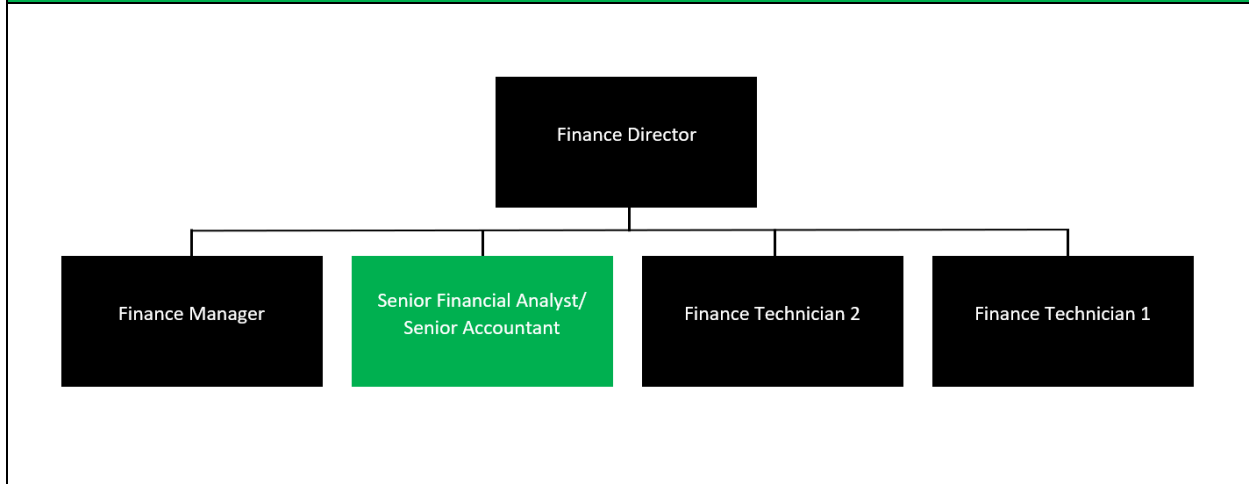 Finance Director
Finance Manager
Senior Financial Analyst/
Senior Accountant
Finance Technician 2
Finance Technician 1